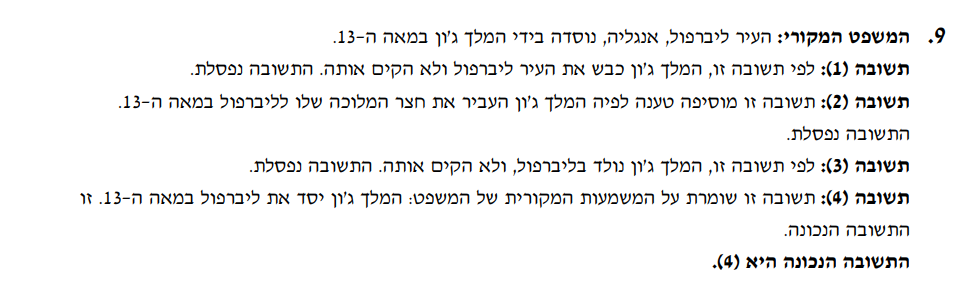 9. המשפט המקורי: העיר ליברפול, אנגליה, נוסדה בידי המלך ג'ון במאה ה-13.
תשובה (1): לפי תשובה זו, המלך ג'ון כבש את העיר ליברפול ולא הקים אותה. התשובה נפסלת.
תשובה (2): תשובה זו מוסיפה טענה לפיה המלך ג'ון העביר את חצר המלוכה שלו לליברפול במאה ה-13.
התשובה נפסלת.
תשובה (3): לפי תשובה זו, המלך ג'ון נולד בליברפול, ולא הקים אותה. התשובה נפסלת.
תשובה (4): תשובה זו שומרת על המשמעות המקורית של המשפט: המלך ג'ון יסד את ליברפול במאה ה-13. זו
התשובה הנכונה.
התשובה הנכונה היא (4).